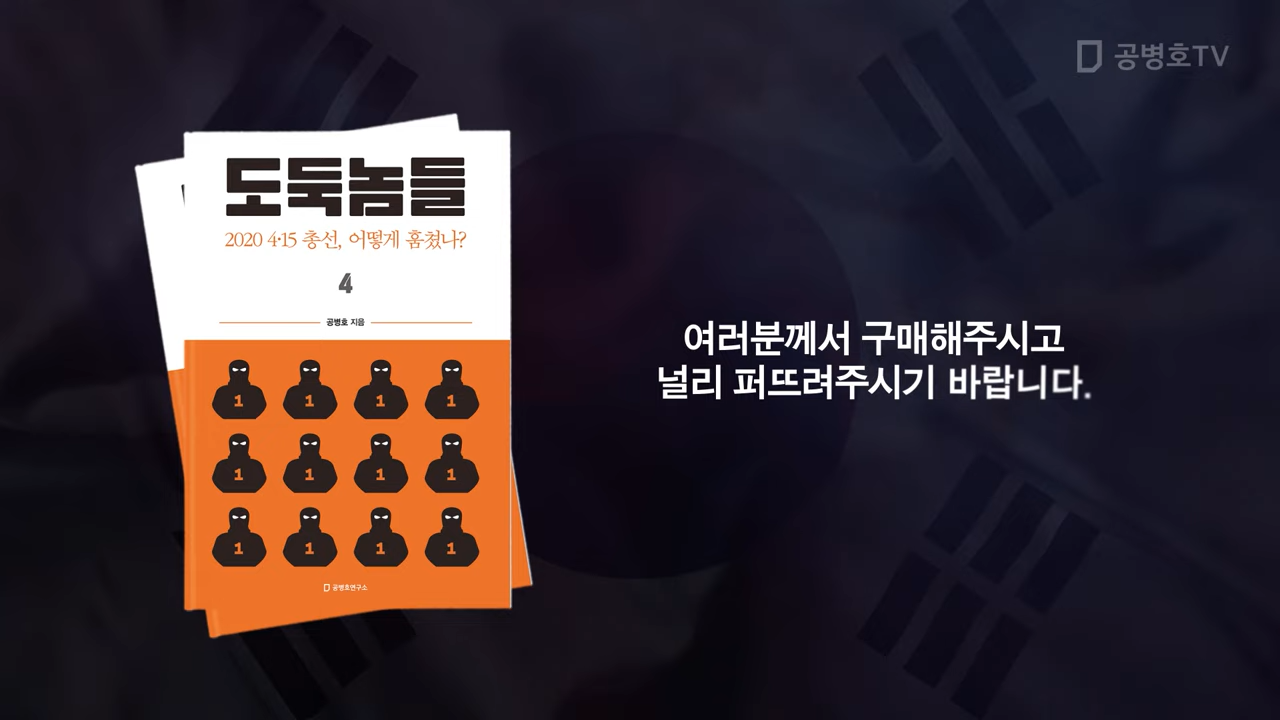 공병호TV
도둑놈들
2020 4·15 총선, 어떻게 훔쳤나?
4
공병호 지음
1 1 1 1
1 1 1 1
1 1 1 1
공병호연구소
여러분께서 구매해주시고
널리 퍼뜨려주시기 바랍니다.